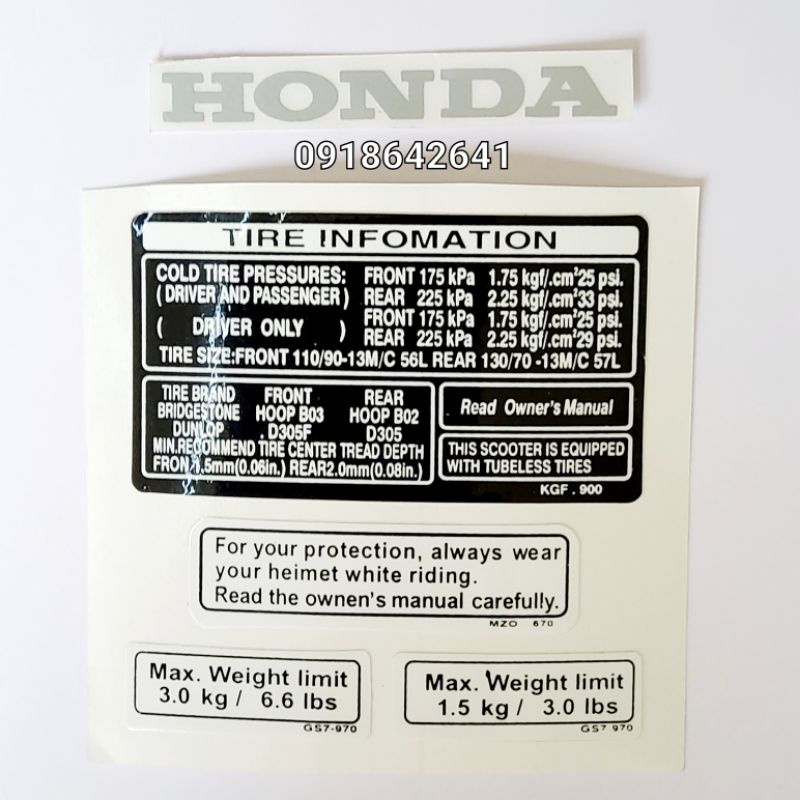 HONDA
0918642641
TIRE INFOMATION
COLD TIRE PRESSURES: FRONT 175 kPa 1.75 kgf/.cm²25 psi.
( DRIVER AND PASSENGER ) REAR 225 kPa 2.25 kgf/.cm²33 psi.
FRONT 175 kPa 1.75 kgf/.cm²25 psi.
( DRIVER ONLY ) REAR 225 kPa 2.25 kgf/.cm²29 psi.
TIRE SIZE:FRONT 110/90-13M/C 56L REAR 130/70 -13M/C 57L
TIRE BRAND FRONT REAR
BRIDGESTONE HOOP B03 HOOP B02
DUNLOP D305F D305
MIN.RECOMMEND TIRE CENTER TREAD DEPTH
FRON 1.5mm(0.06in.) REAR2.0mm(0.08in.)
Read Owner's Manual
THIS SCOOTER IS EQUIPPED
WITH TUBELESS TIRES
KGF . 900
For your protection, always wear
your heimet white riding.
Read the ownen's manual carefully.
MZO 670
Max. Weight limit
3.0 kg / 6.6 lbs
GS7-970
Max. Weight limit
1.5 kg / 3.0 lbs
GS7 970